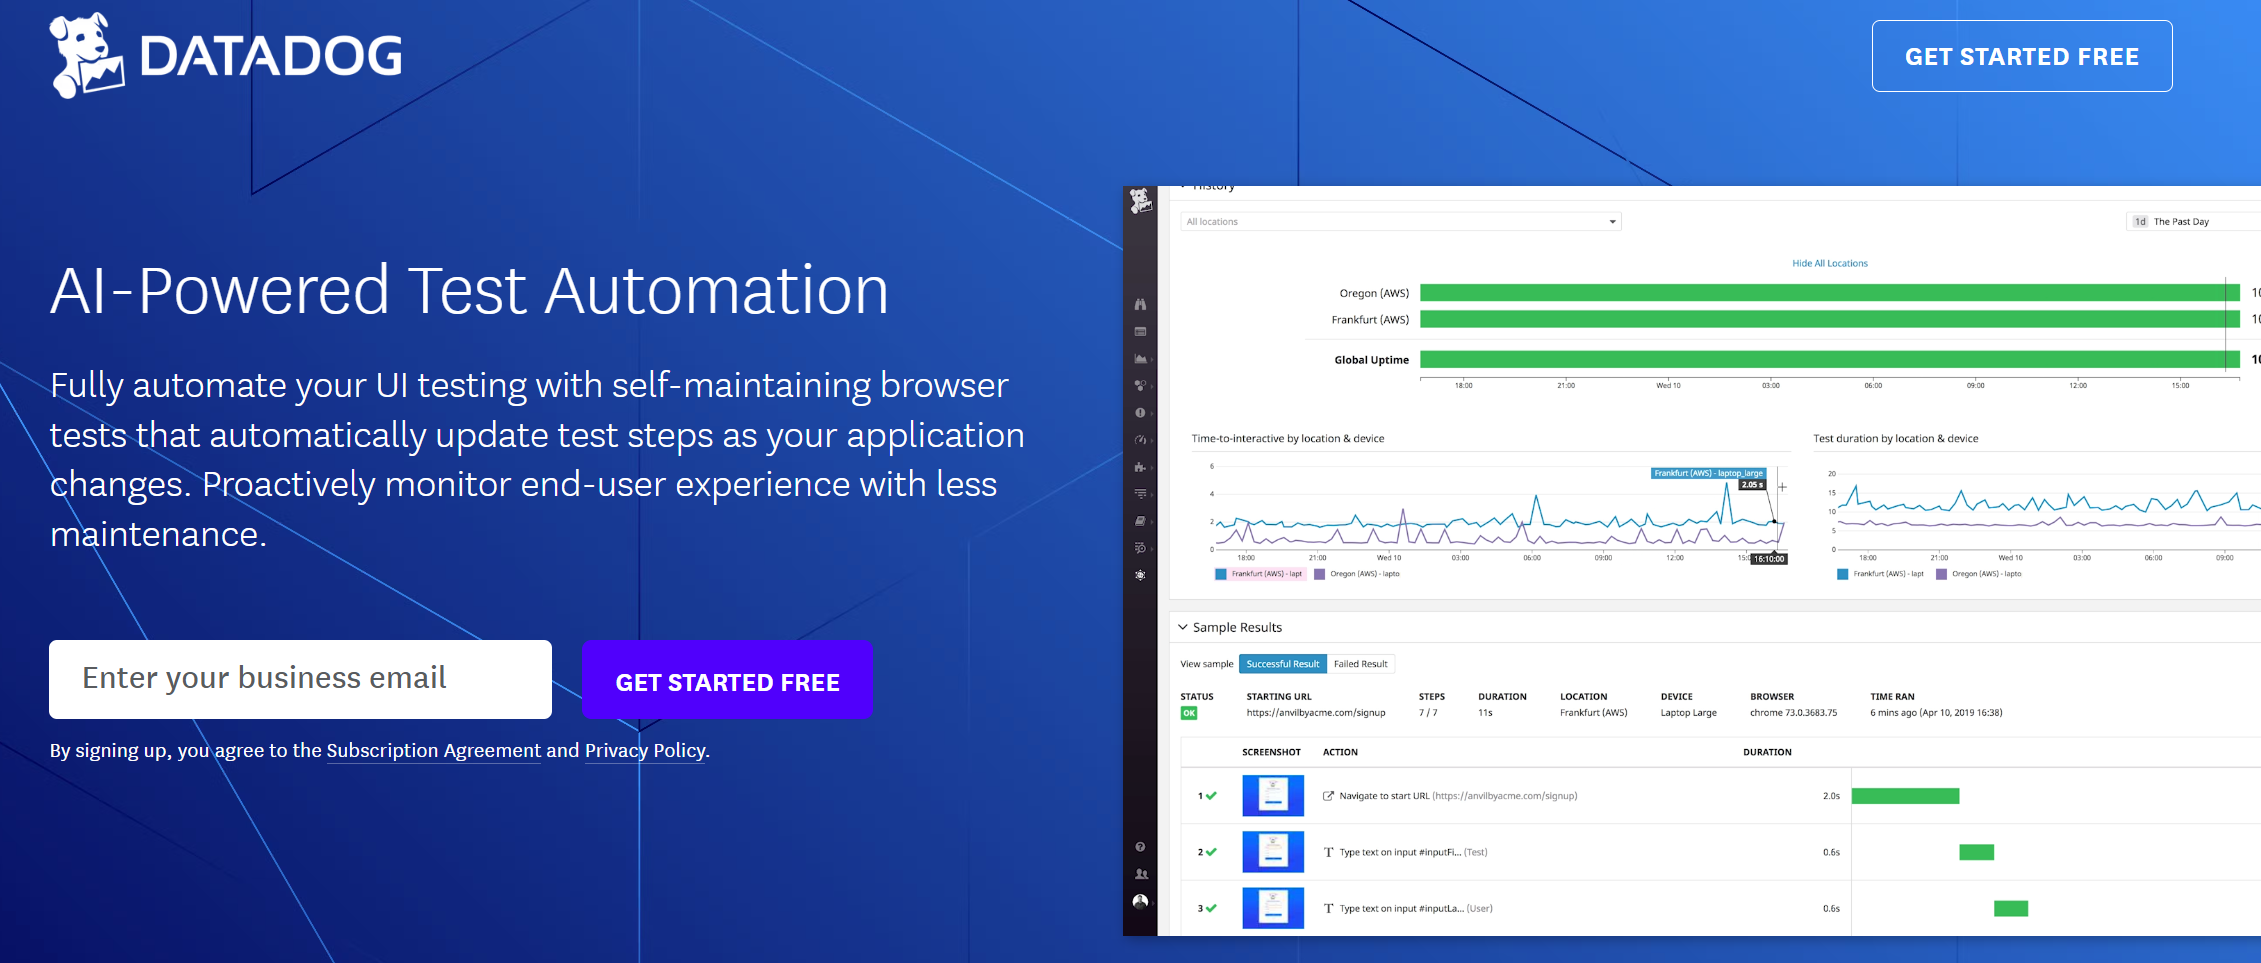 DATADOG
GET STARTED FREE
AI-Powered Test Automation
Fully automate your UI testing with self-maintaining browser
tests that automatically update test steps as your application
changes. Proactively monitor end-user experience with less
maintenance.
Enter your business email
GET STARTED FREE
By signing up, you agree to the Subscription Agreement and Privacy Policy.
History
All locations
1d The Past Day
Hide All Locations
Oregon (AWS)
Frankfurt (AWS)
Global Uptime
18:00 21:00 Wed 10 03:00 06:00 09:00 12:00 15:00
Time-to-interactive by location & device
6
4
2
0
Frankfurt (AWS) - laptop_large
2.05 s
18:00 21:00 Wed 10 03:00 06:00 09:00 12:00 15:0
16:10:00
Frankfurt (AWS) - lapt Oregon (AWS) - lapto
Test duration by location & device
20
15
10
5
0
18:00 21:00 Wed 10 03:00 06:00 09:00
Frankfurt (AWS) - lapt Oregon (AWS) - lapto
Sample Results
View sample Successful Result Failed Result
STATUS STARTING URL STEPS DURATION LOCATION DEVICE BROWSER TIME RAN
OK https://anvilbyacme.com/signup 7 / 7 11s Frankfurt (AWS) Laptop Large chrome 73.0.3683.75 6 mins ago (Apr 10, 2019 16:38)
SCREENSHOT ACTION DURATION
1 Navigate to start URL (https://anvilbyacme.com/signup) 2.0s
2 T Type text on input #inputFi... (Test) 0.6s
3 T Type text on input #inputLa... (User) 0.6s